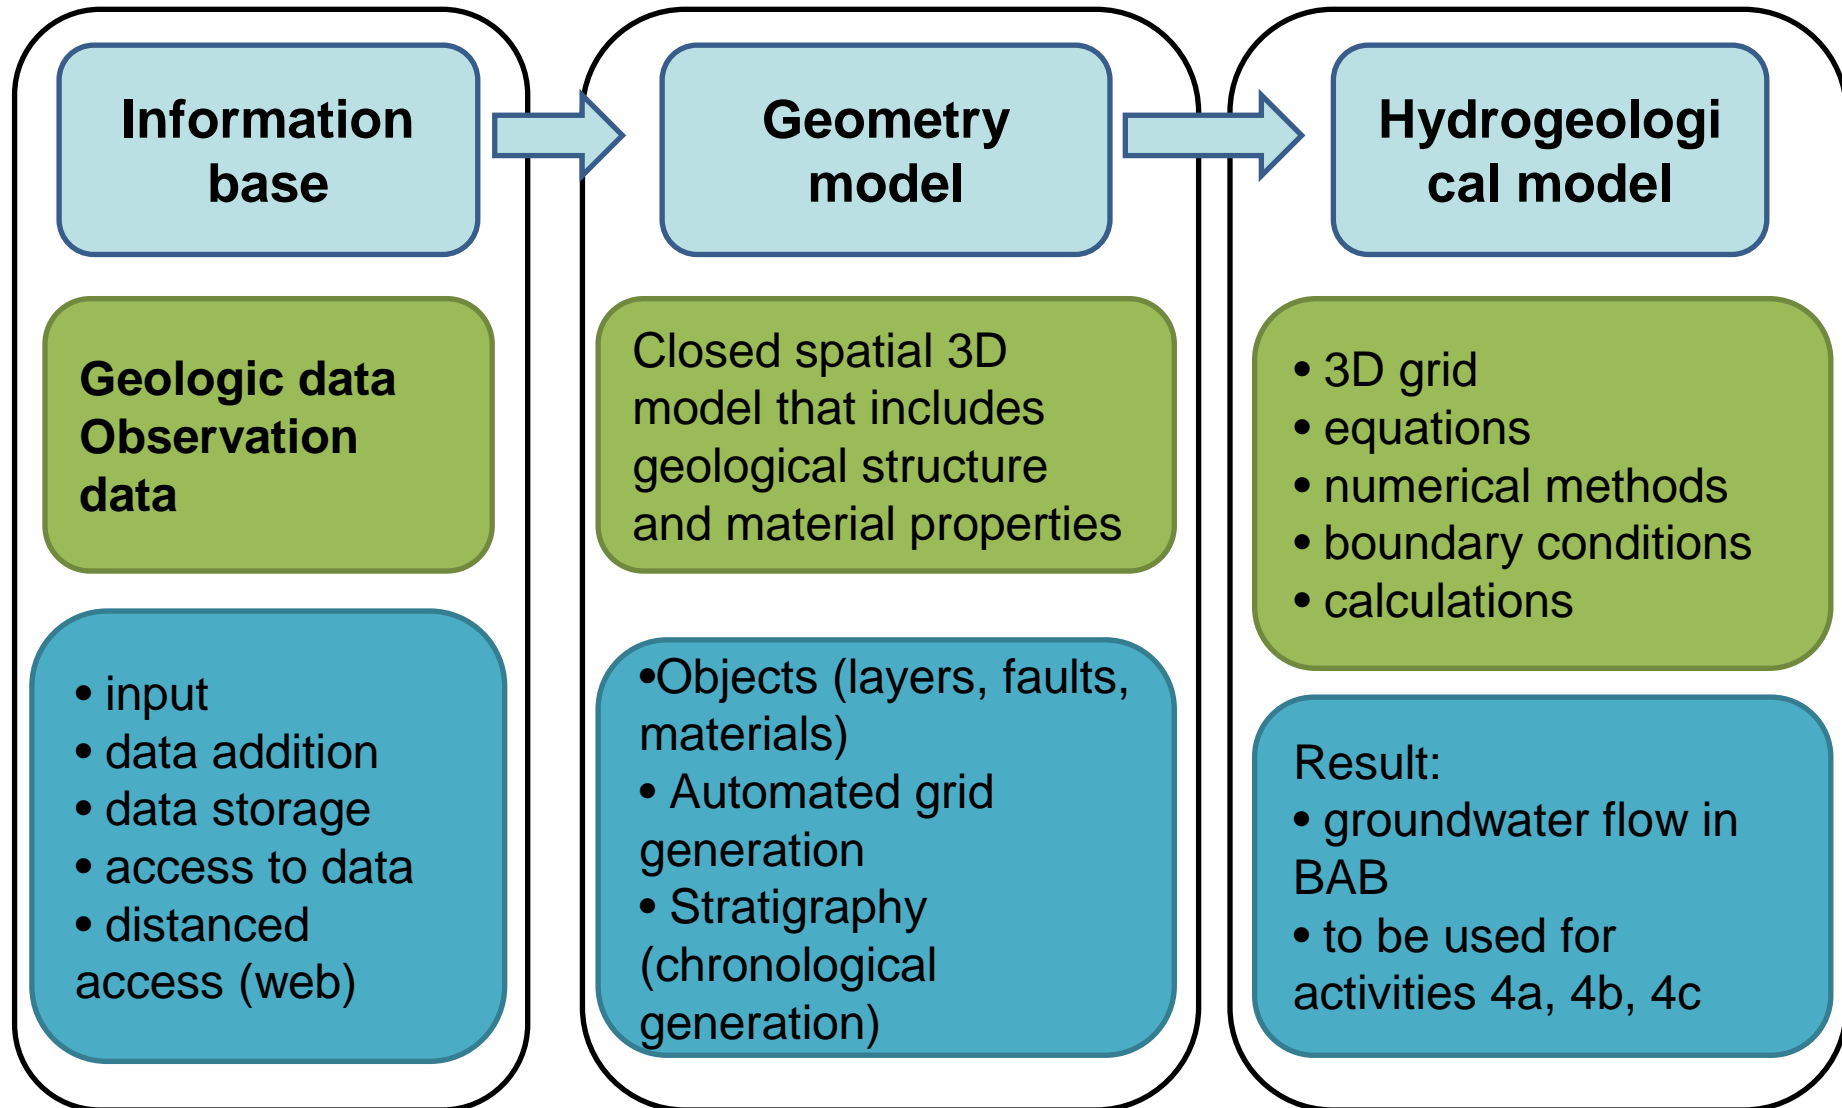 Information
base
Geologic data
Observation
data
• input
• data addition
• data storage
• access to data
• distanced
access (web)
Geometry
model
Closed spatial 3D
model that includes
geological structure
and material properties
•Objects (layers, faults,
materials)
• Automated grid
generation
• Stratigraphy
(chronological
generation)
Hydrogeologi
cal model
• 3D grid
• equations
• numerical methods
• boundary conditions
• calculations
Result:
• groundwater flow in
BAB
• to be used for
activities 4a, 4b, 4c